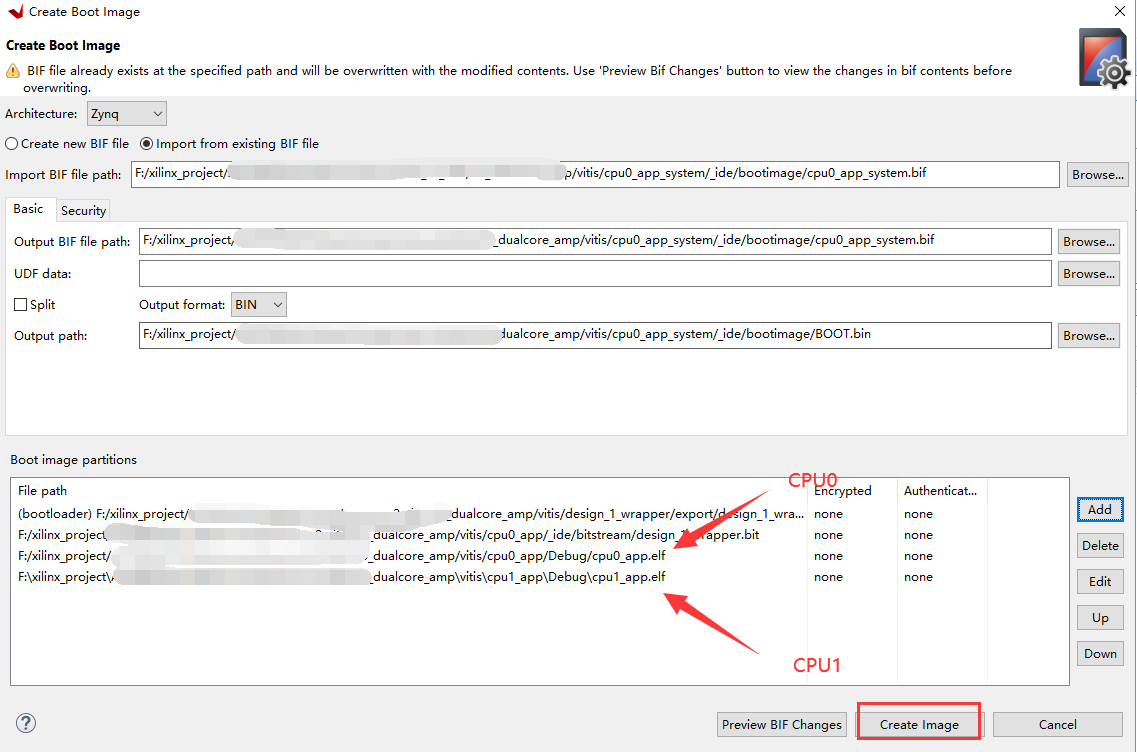 Create Boot Image
Create Boot Image
BIF file already exists at the specified path and will be overwritten with the modified contents. Use 'Preview Bif Changes' button to view the changes in bif contents before
overwriting.
Architecture: Zynq
Create new BIF file Import from existing BIF file
Import BIF file path: F:/xilinx_project/ p/vitis/cpu0_app_system/_ide/bootimage/cpu0_app_system.bif Browse...
Basic Security
Output BIF file path: F:/xilinx_project/ _dualcore_amp/vitis/cpu0_app_system/_ide/bootimage/cpu0_app_system.bif Browse...
UDF data: Browse...
Split Output format: BIN
Output path: F:/xilinx_project/ dualcore_amp/vitis/cpu0_app_system/_ide/bootimage/BOOT.bin Browse...
Boot image partitions
CPU0
File path Encrypted Authenticat...
(bootloader) F:/xilinx_project/ _dualcore_amp/vitis/design_1_wrapper/export/design_1_wra... none none
F:/xilinx_project/ _dualcore_amp/vitis/cpu0_app/_ide/bitstream/design_1_wrapper.bit none none
F:/xilinx_project/ _dualcore_amp/vitis/cpu0_app/Debug/cpu0_app.elf none none
F:\xilinx_project\ _dualcore_amp\vitis\cpu1_app\Debug\cpu1_app.elf none none
Add
Delete
Edit
Up
Down
CPU1
? Preview BIF Changes Create Image Cancel